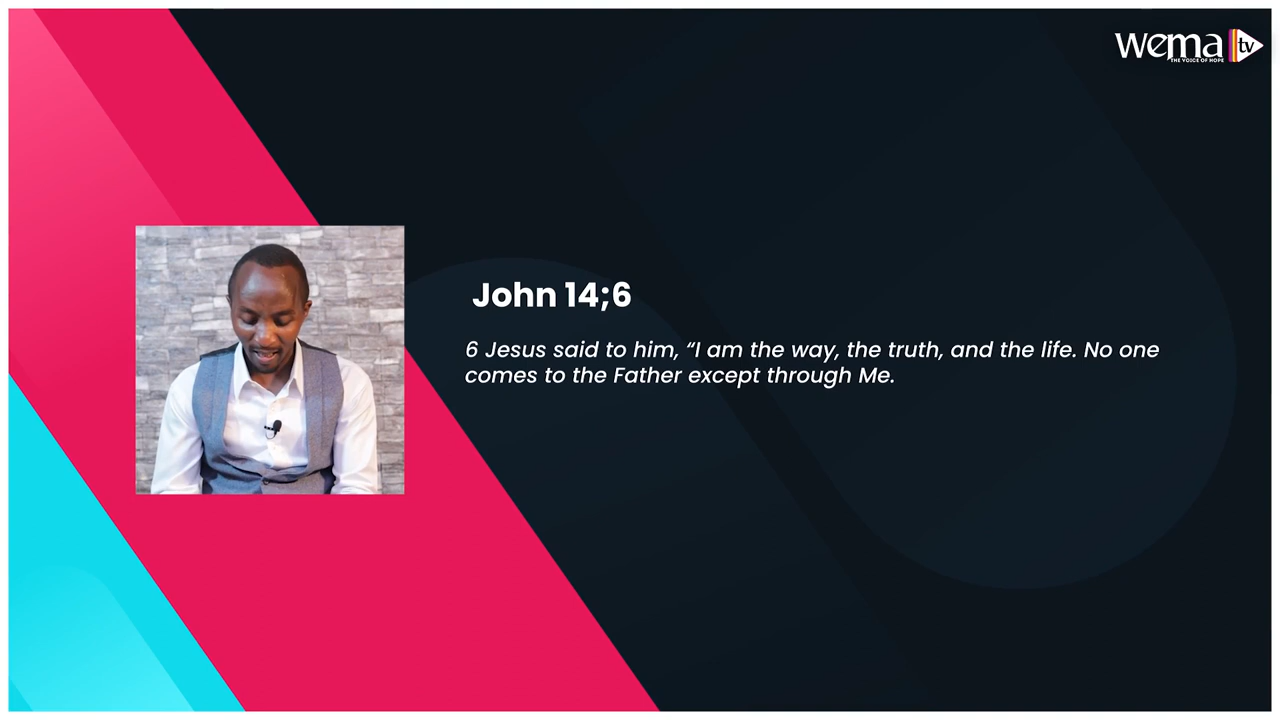 wema tv
THE VOICE OF HOPE
John 14;6
6 Jesus said to him, “I am the way, the truth, and the life. No one
comes to the Father except through Me.